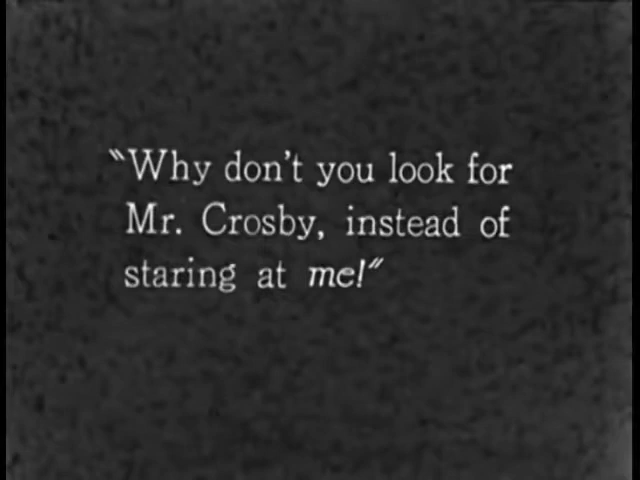 "Why don't you look for
Mr. Crosby, instead of
staring at me!"